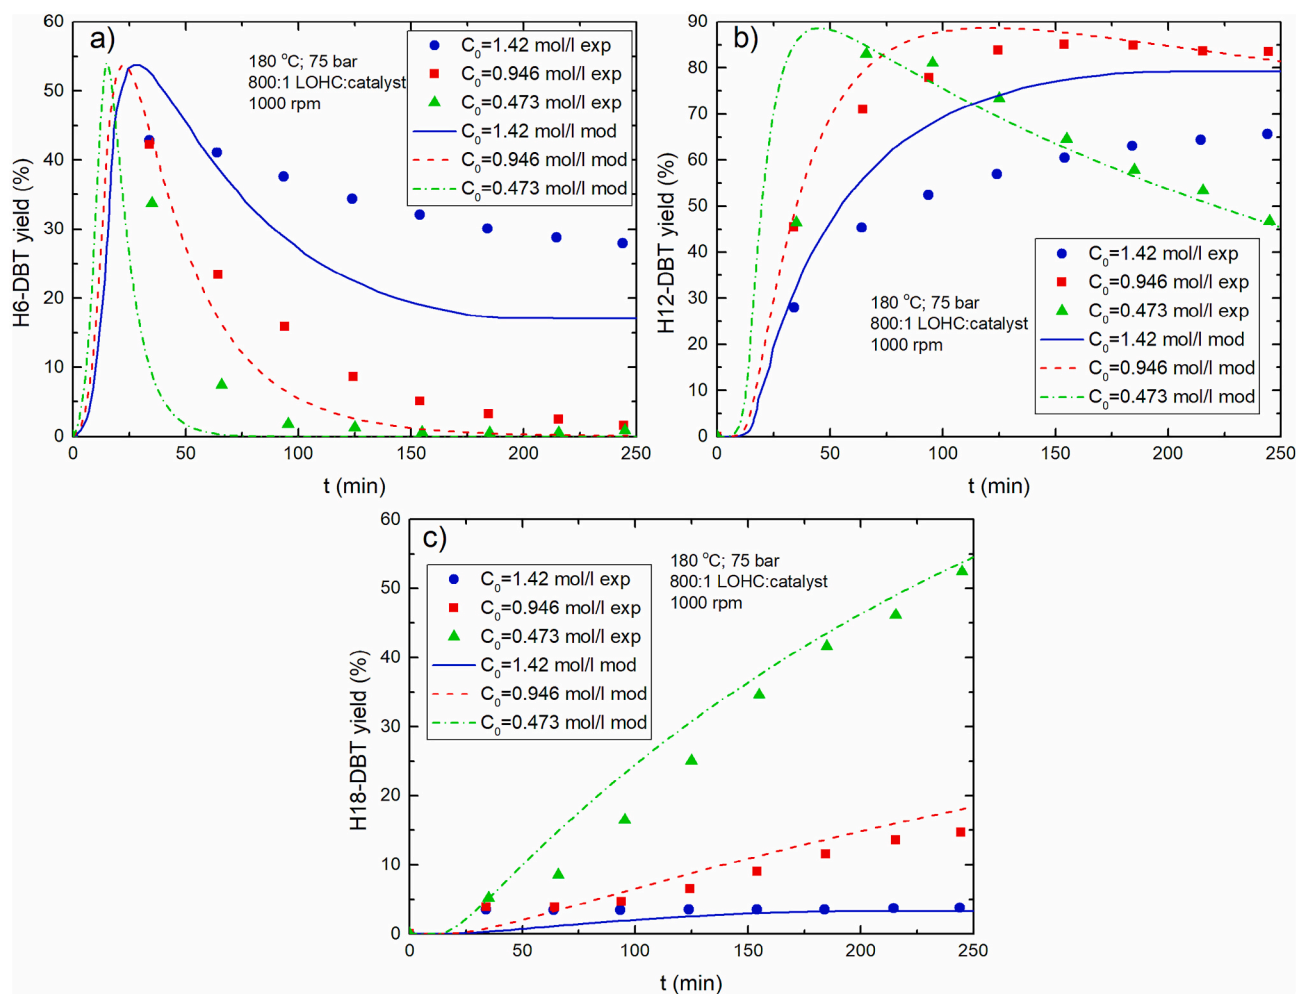 a)
180 °C; 75 bar
800:1 LOHC:catalyst
1000 rpm
C₀=1.42 mol/l exp
C₀=0.946 mol/l exp
C₀=0.473 mol/l exp
C₀=1.42 mol/l mod
C₀=0.946 mol/l mod
C₀=0.473 mol/l mod
H6-DBT yield (%)
60
50
40
30
20
10
0
0 50 100 150 200 250
t (min)
b)
H12-DBT yield (%)
90
80
70
60
50
40
30
20
10
0
180 °C; 75 bar
800:1 LOHC:catalyst
1000 rpm
C₀=1.42 mol/l exp
C₀=0.946 mol/l exp
C₀=0.473 mol/l exp
C₀=1.42 mol/l mod
C₀=0.946 mol/l mod
C₀=0.473 mol/l mod
0 50 100 150 200 250
t (min)
c)
180 °C; 75 bar
800:1 LOHC:catalyst
1000 rpm
C₀=1.42 mol/l exp
C₀=0.946 mol/l exp
C₀=0.473 mol/l exp
C₀=1.42 mol/l mod
C₀=0.946 mol/l mod
C₀=0.473 mol/l mod
H18-DBT yield (%)
60
50
40
30
20
10
0
0 50 100 150 200 250
t (min)